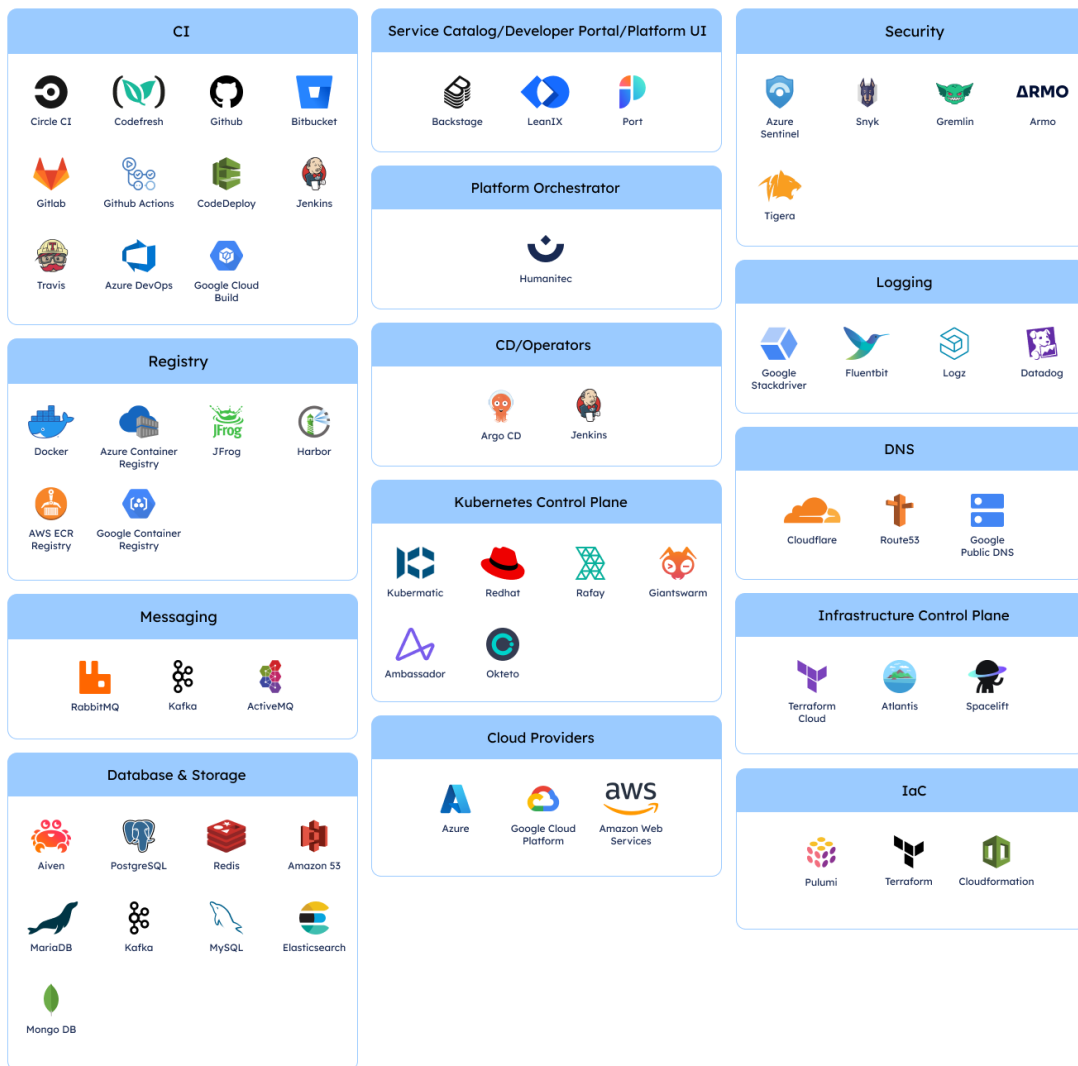 CI
Circle CI
Codefresh
Github
Bitbucket
Gitlab
Github Actions
CodeDeploy
Jenkins
Travis
Azure DevOps
Google Cloud
Build
Registry
Docker
Azure Container
Registry
JFrog
JFrog
Harbor
AWS ECR
Registry
Google Container
Registry
Messaging
RabbitMQ
Kafka
ActiveMQ
Database & Storage
Aiven
PostgreSQL
Redis
Amazon 53
MariaDB
Kafka
MySQL
Elasticsearch
Mongo DB
Service Catalog/Developer Portal/Platform UI
Backstage
LeanIX
Port
Platform Orchestrator
Humanitec
CD/Operators
Argo CD
Jenkins
Kubernetes Control Plane
Kubermatic
Redhat
Rafay
Giantswarm
Ambassador
Okteto
Cloud Providers
Azure
Google Cloud
Platform
aws
Amazon Web
Services
Security
Azure
Sentinel
Snyk
Gremlin
ARMO
Armo
Tigera
Logging
Google
Stackdriver
Fluentbit
Logz
Datadog
DNS
Cloudflare
Route53
Google
Public DNS
Infrastructure Control Plane
Terraform
Cloud
Atlantis
Spacelift
IaC
Pulumi
Terraform
Cloudformation